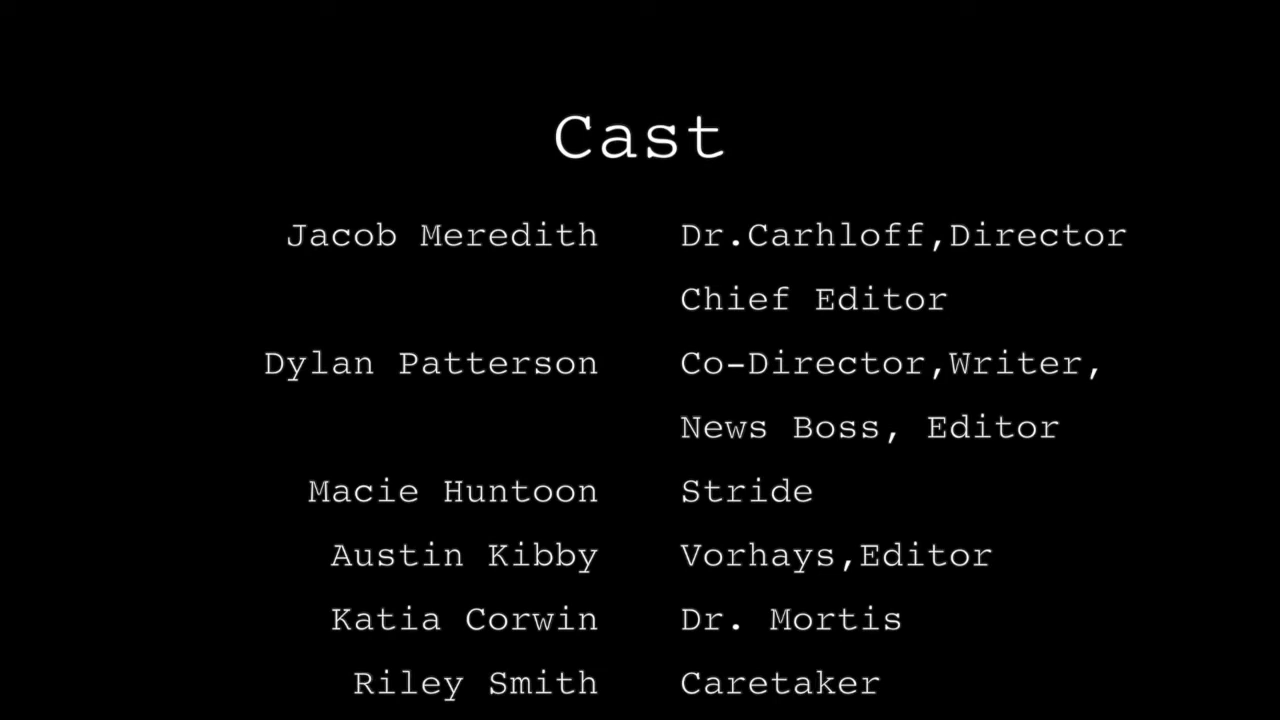 Cast
Jacob Meredith Dr.Carhloff,Director
Chief Editor
Dylan Patterson Co-Director,Writer,
News Boss, Editor
Macie Huntoon Stride
Austin Kibby Vorhays,Editor
Katia Corwin Dr. Mortis
Riley Smith Caretaker